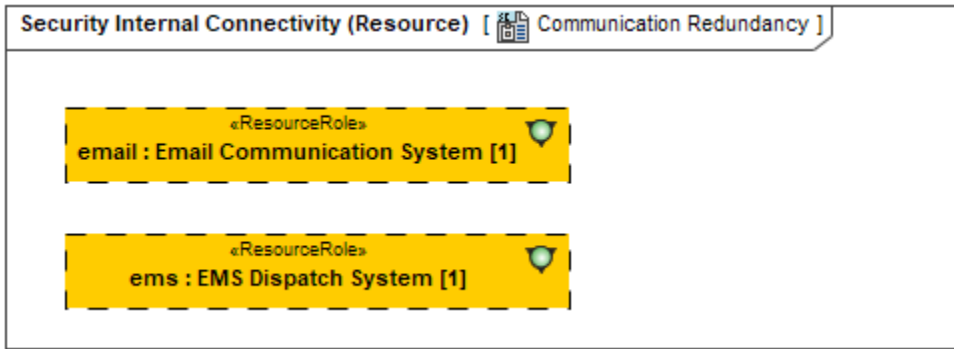 Security Internal Connectivity (Resource) [ Communication Redundancy ]
«ResourceRole»
email : Email Communication System [1]
«ResourceRole»
ems : EMS Dispatch System [1]